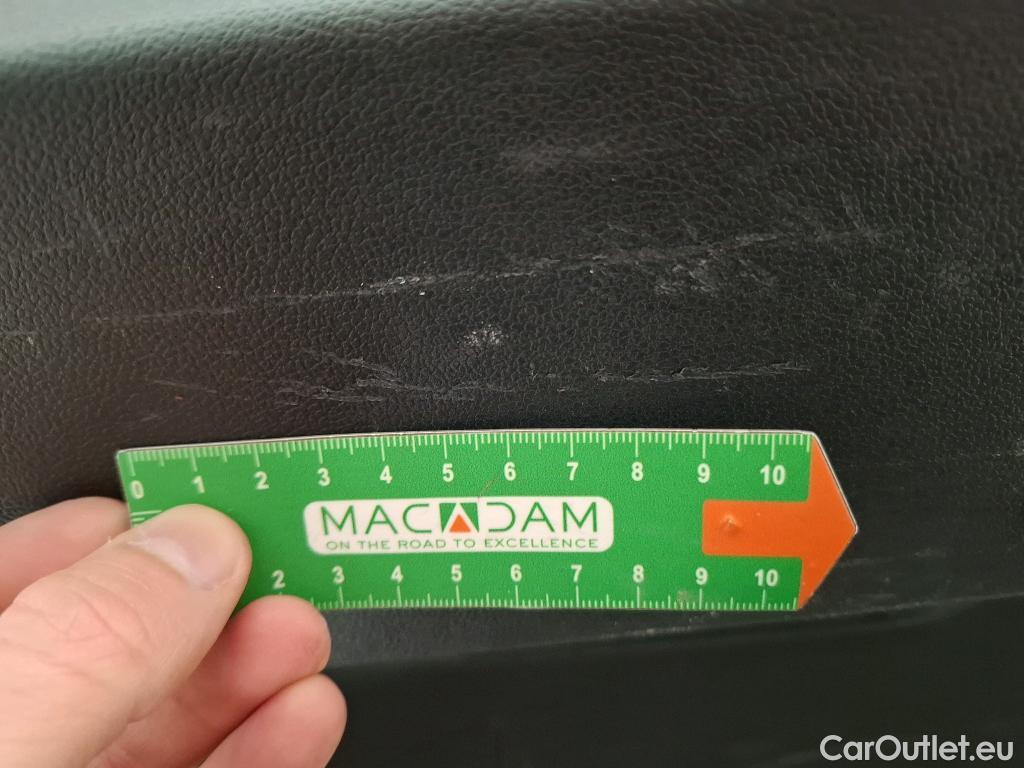 0 1 2 3 4 5 6 7 8 9 10
MACADAM
ON THE ROAD TO EXCELLENCE
2 3 4 5 6 7 8 9 10
CarOutlet.eu